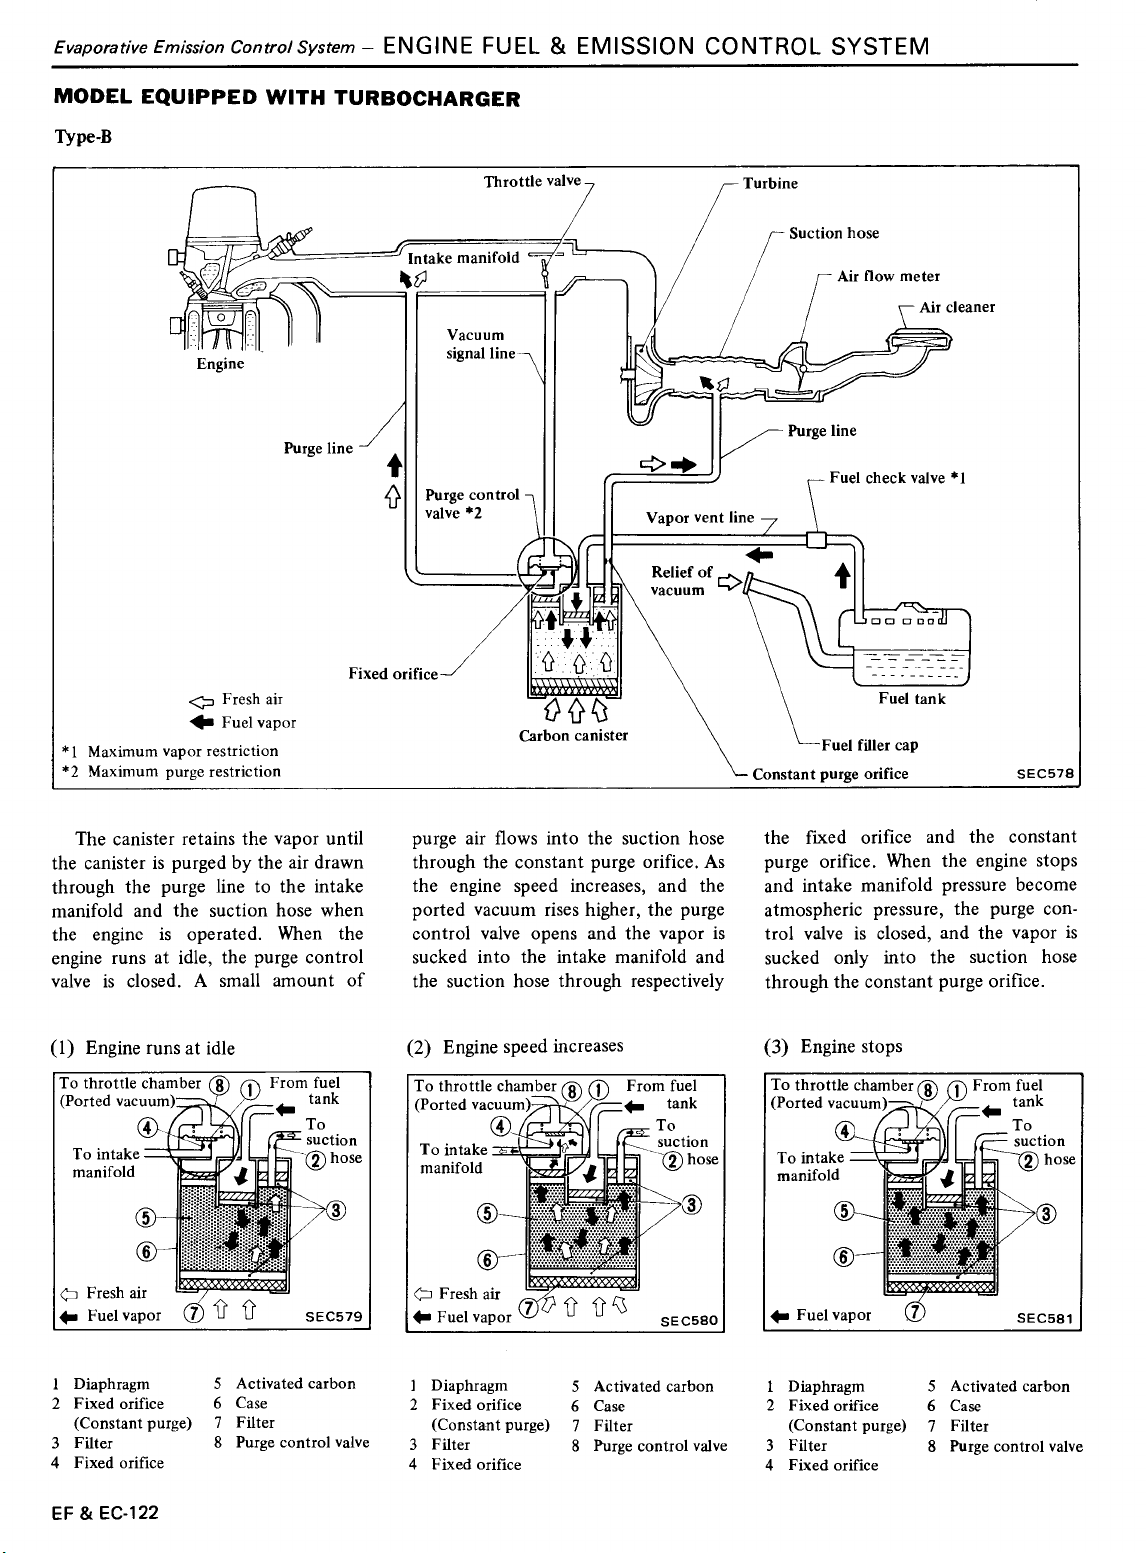 Evaporative Emission Control System – ENGINE FUEL & EMISSION CONTROL SYSTEM
MODEL EQUIPPED WITH TURBOCHARGER
Type-B
Throttle valve
Turbine
Suction hose
Intake manifold
Air flow meter
Air cleaner
Vacuum
signal line
Engine
Purge line
Purge line
Fuel check valve *1
Purge control
valve *2
Vapor vent line
Relief of
vacuum
Fixed orifice
Fresh air
Fuel vapor
Fuel tank
Carbon canister
Fuel filler cap
*1 Maximum vapor restriction
*2 Maximum purge restriction
Constant purge orifice
SEC578
The canister retains the vapor until
the canister is purged by the air drawn
through the purge line to the intake
manifold and the suction hose when
the engine is operated. When the
engine runs at idle, the purge control
valve is closed. A small amount of
purge air flows into the suction hose
through the constant purge orifice. As
the engine speed increases, and the
ported vacuum rises higher, the purge
control valve opens and the vapor is
sucked into the intake manifold and
the suction hose through respectively
the fixed orifice and the constant
purge orifice. When the engine stops
and intake manifold pressure become
atmospheric pressure, the purge con-
trol valve is closed, and the vapor is
sucked only into the suction hose
through the constant purge orifice.
(1) Engine runs at idle
To throttle chamber
(Ported vacuum)
8
1
From fuel
tank
4
To
suction
hose
To intake
manifold
2
5
3
6
Fresh air
Fuel vapor
7
SEC579
(2) Engine speed increases
To throttle chamber
(Ported vacuum)
8
1
From fuel
tank
4
To
suction
hose
To intake
manifold
2
5
3
6
Fresh air
Fuel vapor
7
SEC580
(3) Engine stops
To throttle chamber
(Ported vacuum)
8
1
From fuel
tank
4
To
suction
hose
To intake
manifold
2
5
3
6
Fuel vapor
7
SEC581
1 Diaphragm
2 Fixed orifice
(Constant purge)
3 Filter
4 Fixed orifice
5 Activated carbon
6 Case
7 Filter
8 Purge control valve
1 Diaphragm
2 Fixed orifice
(Constant purge)
3 Filter
4 Fixed orifice
5 Activated carbon
6 Case
7 Filter
8 Purge control valve
1 Diaphragm
2 Fixed orifice
(Constant purge)
3 Filter
4 Fixed orifice
5 Activated carbon
6 Case
7 Filter
8 Purge control valve
EF & EC-122